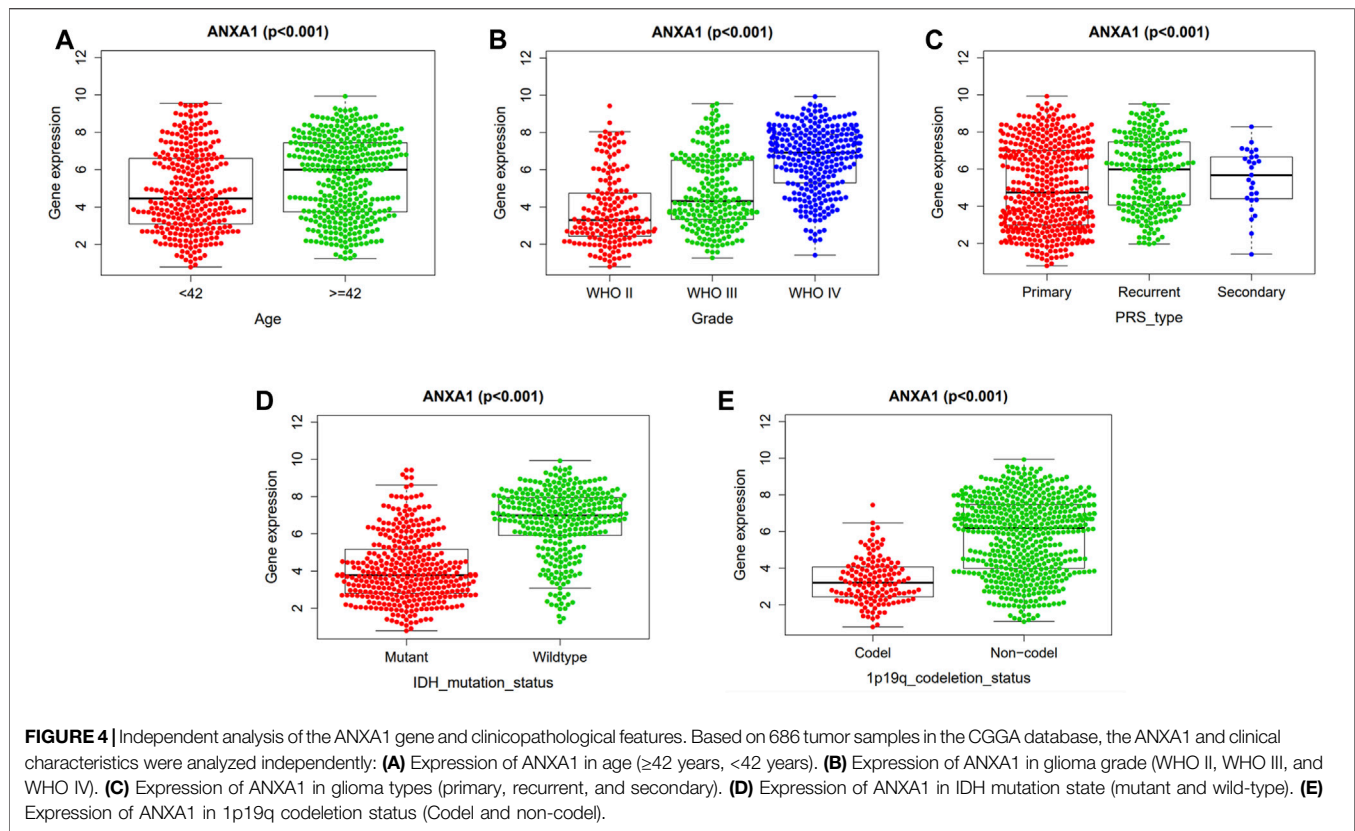 A
ANXA1 (p<0.001)
Gene expression
12
10
8
6
4
2
<42
>=42
Age
B
ANXA1 (p<0.001)
Gene expression
12
10
8
6
4
2
WHO II
WHO III
WHO IV
Grade
C
ANXA1 (p<0.001)
Gene expression
12
10
8
6
4
2
Primary
Recurrent
Secondary
PRS_type
D
ANXA1 (p<0.001)
Gene expression
12
10
8
6
4
2
Mutant
Wildtype
IDH_mutation_status
E
ANXA1 (p<0.001)
Gene expression
12
10
8
6
4
2
Codel
Non−codel
1p19q_codeletion_status
FIGURE 4 | Independent analysis of the ANXA1 gene and clinicopathological features. Based on 686 tumor samples in the CGGA database, the ANXA1 and clinical
characteristics were analyzed independently: (A) Expression of ANXA1 in age (≥42 years, <42 years). (B) Expression of ANXA1 in glioma grade (WHO II, WHO III, and
WHO IV). (C) Expression of ANXA1 in glioma types (primary, recurrent, and secondary). (D) Expression of ANXA1 in IDH mutation state (mutant and wild-type). (E)
Expression of ANXA1 in 1p19q codeletion status (Codel and non-codel).